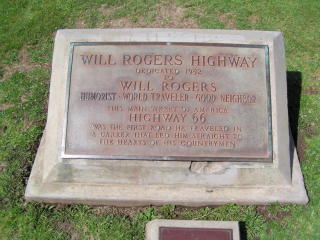 WILL ROGERS HIGHWAY
DEDICATED 1952
TO
WILL ROGERS
HUMORIST - WORLD TRAVELER - GOOD NEIGHBOR
THIS MAIN STREET OF AMERICA
HIGHWAY 66
WAS THE FIRST ROAD HE TRAVELED IN
A CAREER THAT LED HIM STRAIGHT TO
THE HEARTS OF HIS COUNTRYMEN